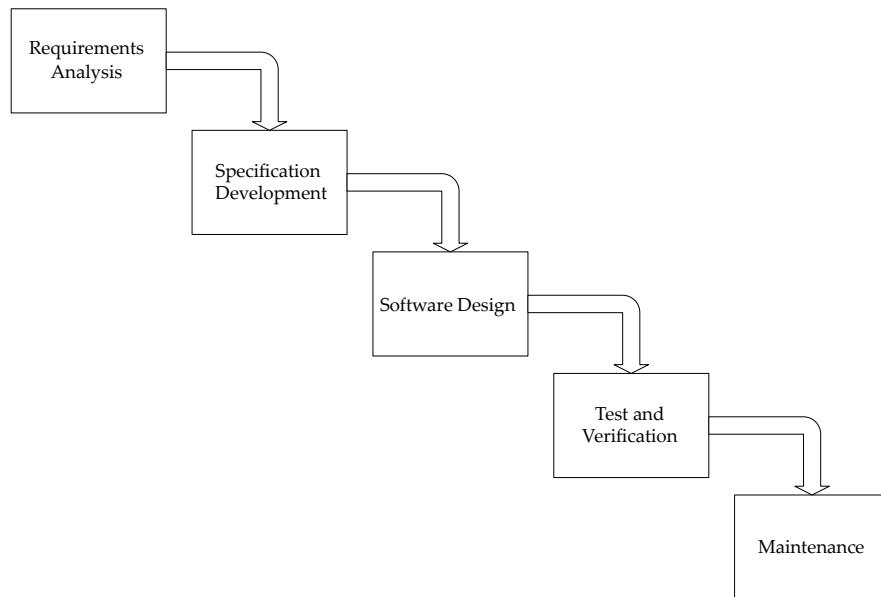 Requirements
Analysis
Specification
Development
Software Design
Test and
Verification
Maintenance